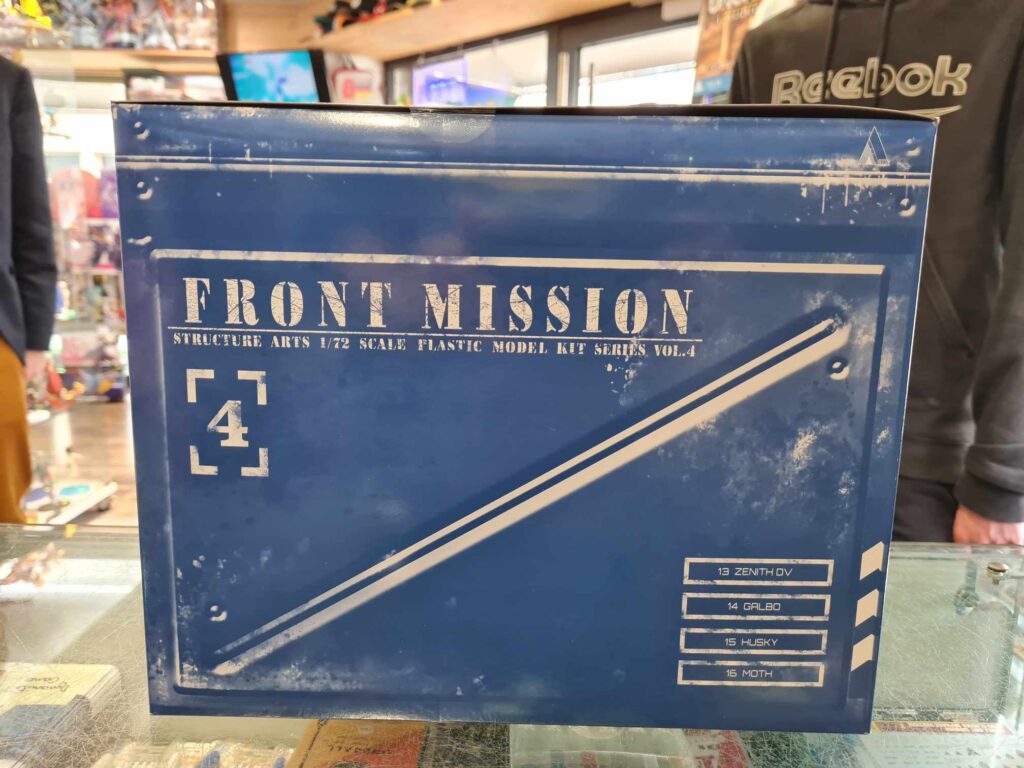 Reebok
FRONT MISSION
STRUCTURE ARTS 1/72 SCALE PLASTIC MODEL KIT SERIES VOL.4
4
13 ZENITH DV
14 GRLBO
15 HUSKY
16 MOTH